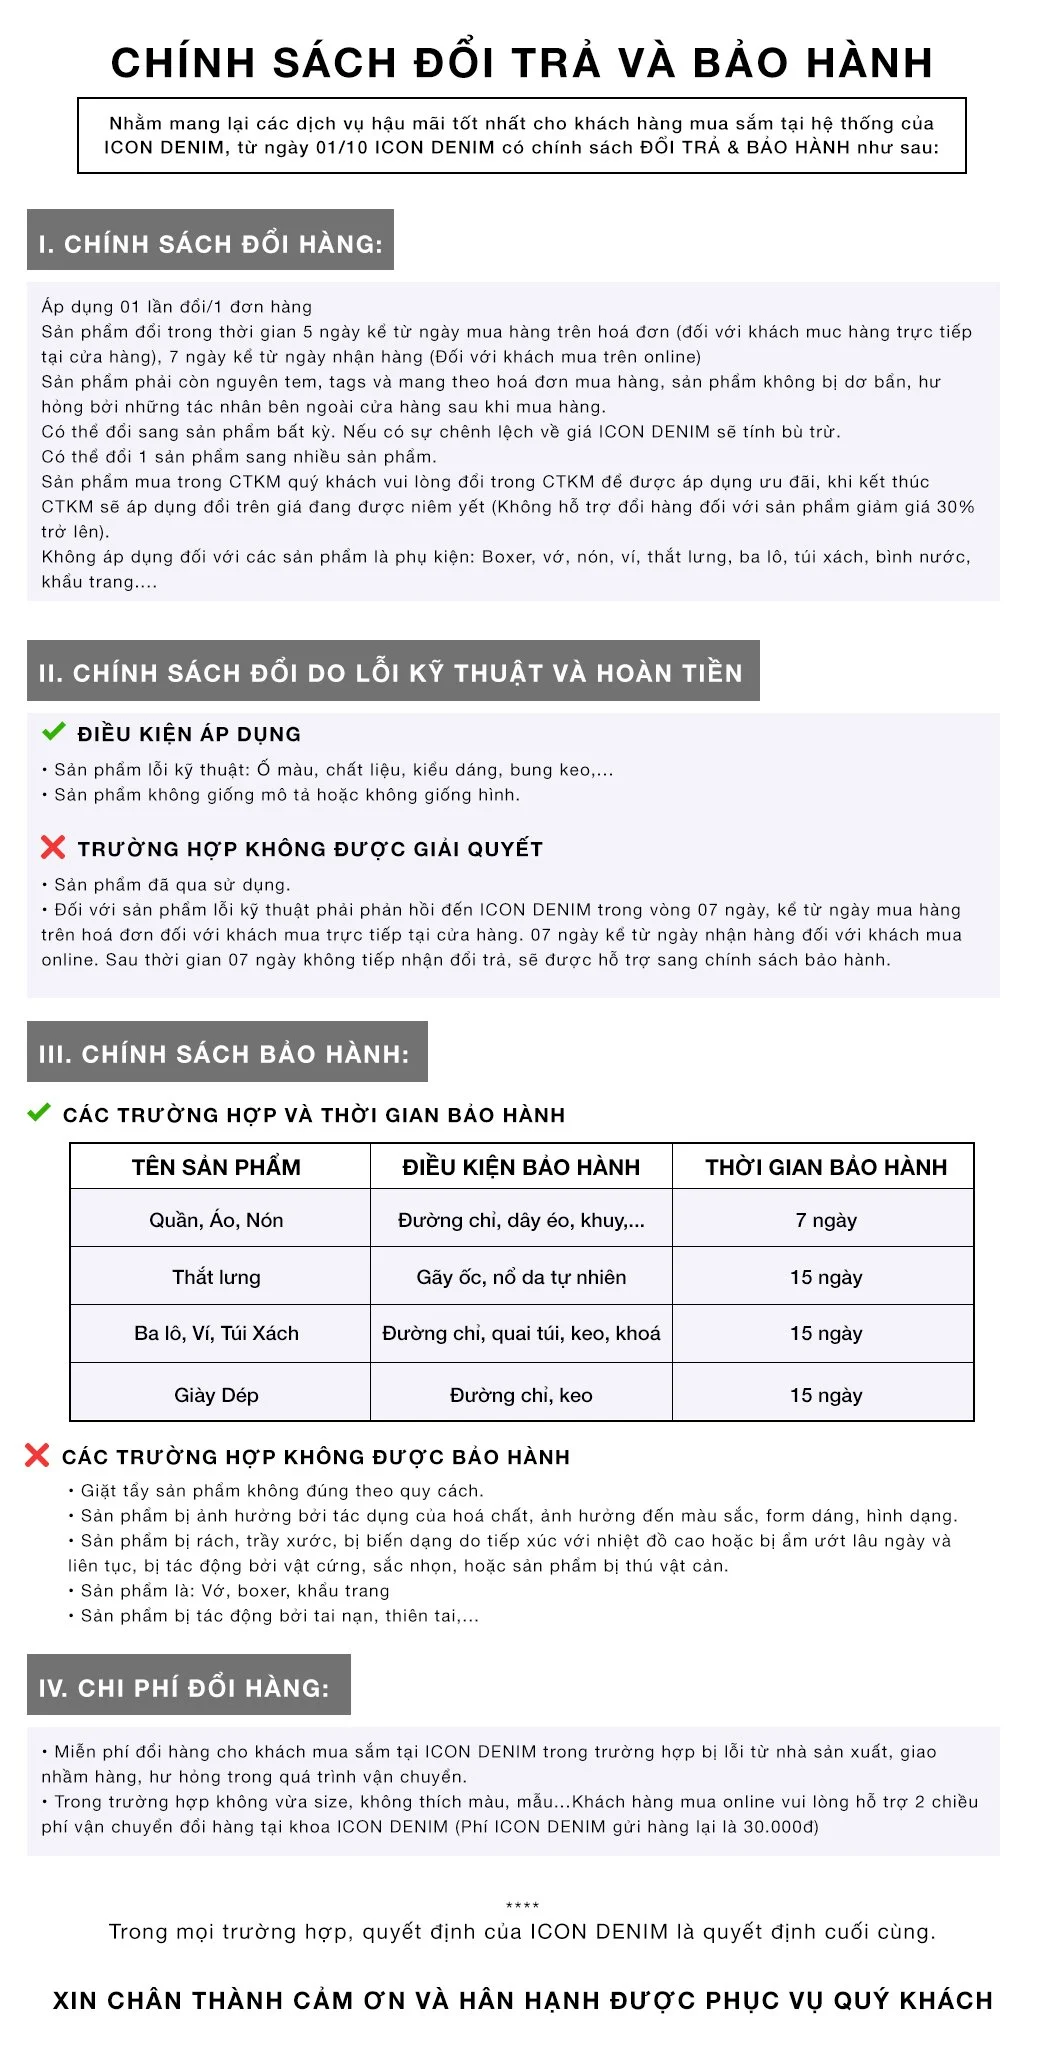 CHÍNH SÁCH ĐỔI TRẢ VÀ BẢO HÀNH
Nhằm mang lại các dịch vụ hậu mãi tốt nhất cho khách hàng mua sắm tại hệ thống của
ICON DENIM, từ ngày 01/10 ICON DENIM có chính sách ĐỔI TRẢ & BẢO HÀNH như sau:
I. CHÍNH SÁCH ĐỔI HÀNG:
Áp dụng 01 lần đổi/1 đơn hàng
Sản phẩm đổi trong thời gian 5 ngày kể từ ngày mua hàng trên hoá đơn (đối với khách muc hàng trực tiếp
tại cửa hàng), 7 ngày kể từ ngày nhận hàng (Đối với khách mua trên online)
Sản phẩm phải còn nguyên tem, tags và mang theo hoá đơn mua hàng, sản phẩm không bị dơ bẩn, hư
hỏng bởi những tác nhân bên ngoài cửa hàng sau khi mua hàng.
Có thể đổi sang sản phẩm bất kỳ. Nếu có sự chênh lệch về giá ICON DENIM sẽ tính bù trừ.
Có thể đổi 1 sản phẩm sang nhiều sản phẩm.
Sản phẩm mua trong CTKM quý khách vui lòng đổi trong CTKM để được áp dụng ưu đãi, khi kết thúc
CTKM sẽ áp dụng đổi trên giá đang được niêm yết (Không hỗ trợ đổi hàng đối với sản phẩm giảm giá 30%
trở lên).
Không áp dụng đối với các sản phẩm là phụ kiện: Boxer, vớ, nón, ví, thắt lưng, ba lô, túi xách, bình nước,
khẩu trang....
II. CHÍNH SÁCH ĐỔI DO LỖI KỸ THUẬT VÀ HOÀN TIỀN
ĐIỀU KIỆN ÁP DỤNG
• Sản phẩm lỗi kỹ thuật: Ố màu, chất liệu, kiểu dáng, bung keo,...
• Sản phẩm không giống mô tả hoặc không giống hình.
TRƯỜNG HỢP KHÔNG ĐƯỢC GIẢI QUYẾT
• Sản phẩm đã qua sử dụng.
• Đối với sản phẩm lỗi kỹ thuật phải phản hồi đến ICON DENIM trong vòng 07 ngày, kể từ ngày mua hàng
trên hoá đơn đối với khách mua trực tiếp tại cửa hàng. 07 ngày kể từ ngày nhận hàng đối với khách mua
online. Sau thời gian 07 ngày không tiếp nhận đổi trả, sẽ được hỗ trợ sang chính sách bảo hành.
III. CHÍNH SÁCH BẢO HÀNH:
CÁC TRƯỜNG HỢP VÀ THỜI GIAN BẢO HÀNH
TÊN SẢN PHẨM ĐIỀU KIỆN BẢO HÀNH THỜI GIAN BẢO HÀNH
Quần, Áo, Nón Đường chỉ, dây éo, khuy,... 7 ngày
Thắt lưng Gãy ốc, nổ da tự nhiên 15 ngày
Ba lô, Ví, Túi Xách Đường chỉ, quai túi, keo, khoá 15 ngày
Giày Dép Đường chỉ, keo 15 ngày
CÁC TRƯỜNG HỢP KHÔNG ĐƯỢC BẢO HÀNH
• Giặt tẩy sản phẩm không đúng theo quy cách.
• Sản phẩm bị ảnh hưởng bởi tác dụng của hoá chất, ảnh hưởng đến màu sắc, form dáng, hình dạng.
• Sản phẩm bị rách, trầy xước, bị biến dạng do tiếp xúc với nhiệt đồ cao hoặc bị ẩm ướt lâu ngày và
liên tục, bị tác động bởi vật cứng, sắc nhọn, hoặc sản phẩm bị thú vật cản.
• Sản phẩm là: Vớ, boxer, khẩu trang
• Sản phẩm bị tác động bởi tai nạn, thiên tai,...
IV. CHI PHÍ ĐỔI HÀNG:
• Miễn phí đổi hàng cho khách mua sắm tại ICON DENIM trong trường hợp bị lỗi từ nhà sản xuất, giao
nhầm hàng, hư hỏng trong quá trình vận chuyển.
• Trong trường hợp không vừa size, không thích màu, mẫu...Khách hàng mua online vui lòng hỗ trợ 2 chiều
phí vận chuyển đổi hàng tại khoa ICON DENIM (Phí ICON DENIM gửi hàng lại là 30.000đ)
****
Trong mọi trường hợp, quyết định của ICON DENIM là quyết định cuối cùng.
XIN CHÂN THÀNH CẢM ƠN VÀ HÂN HẠNH ĐƯỢC PHỤC VỤ QUÝ KHÁCH